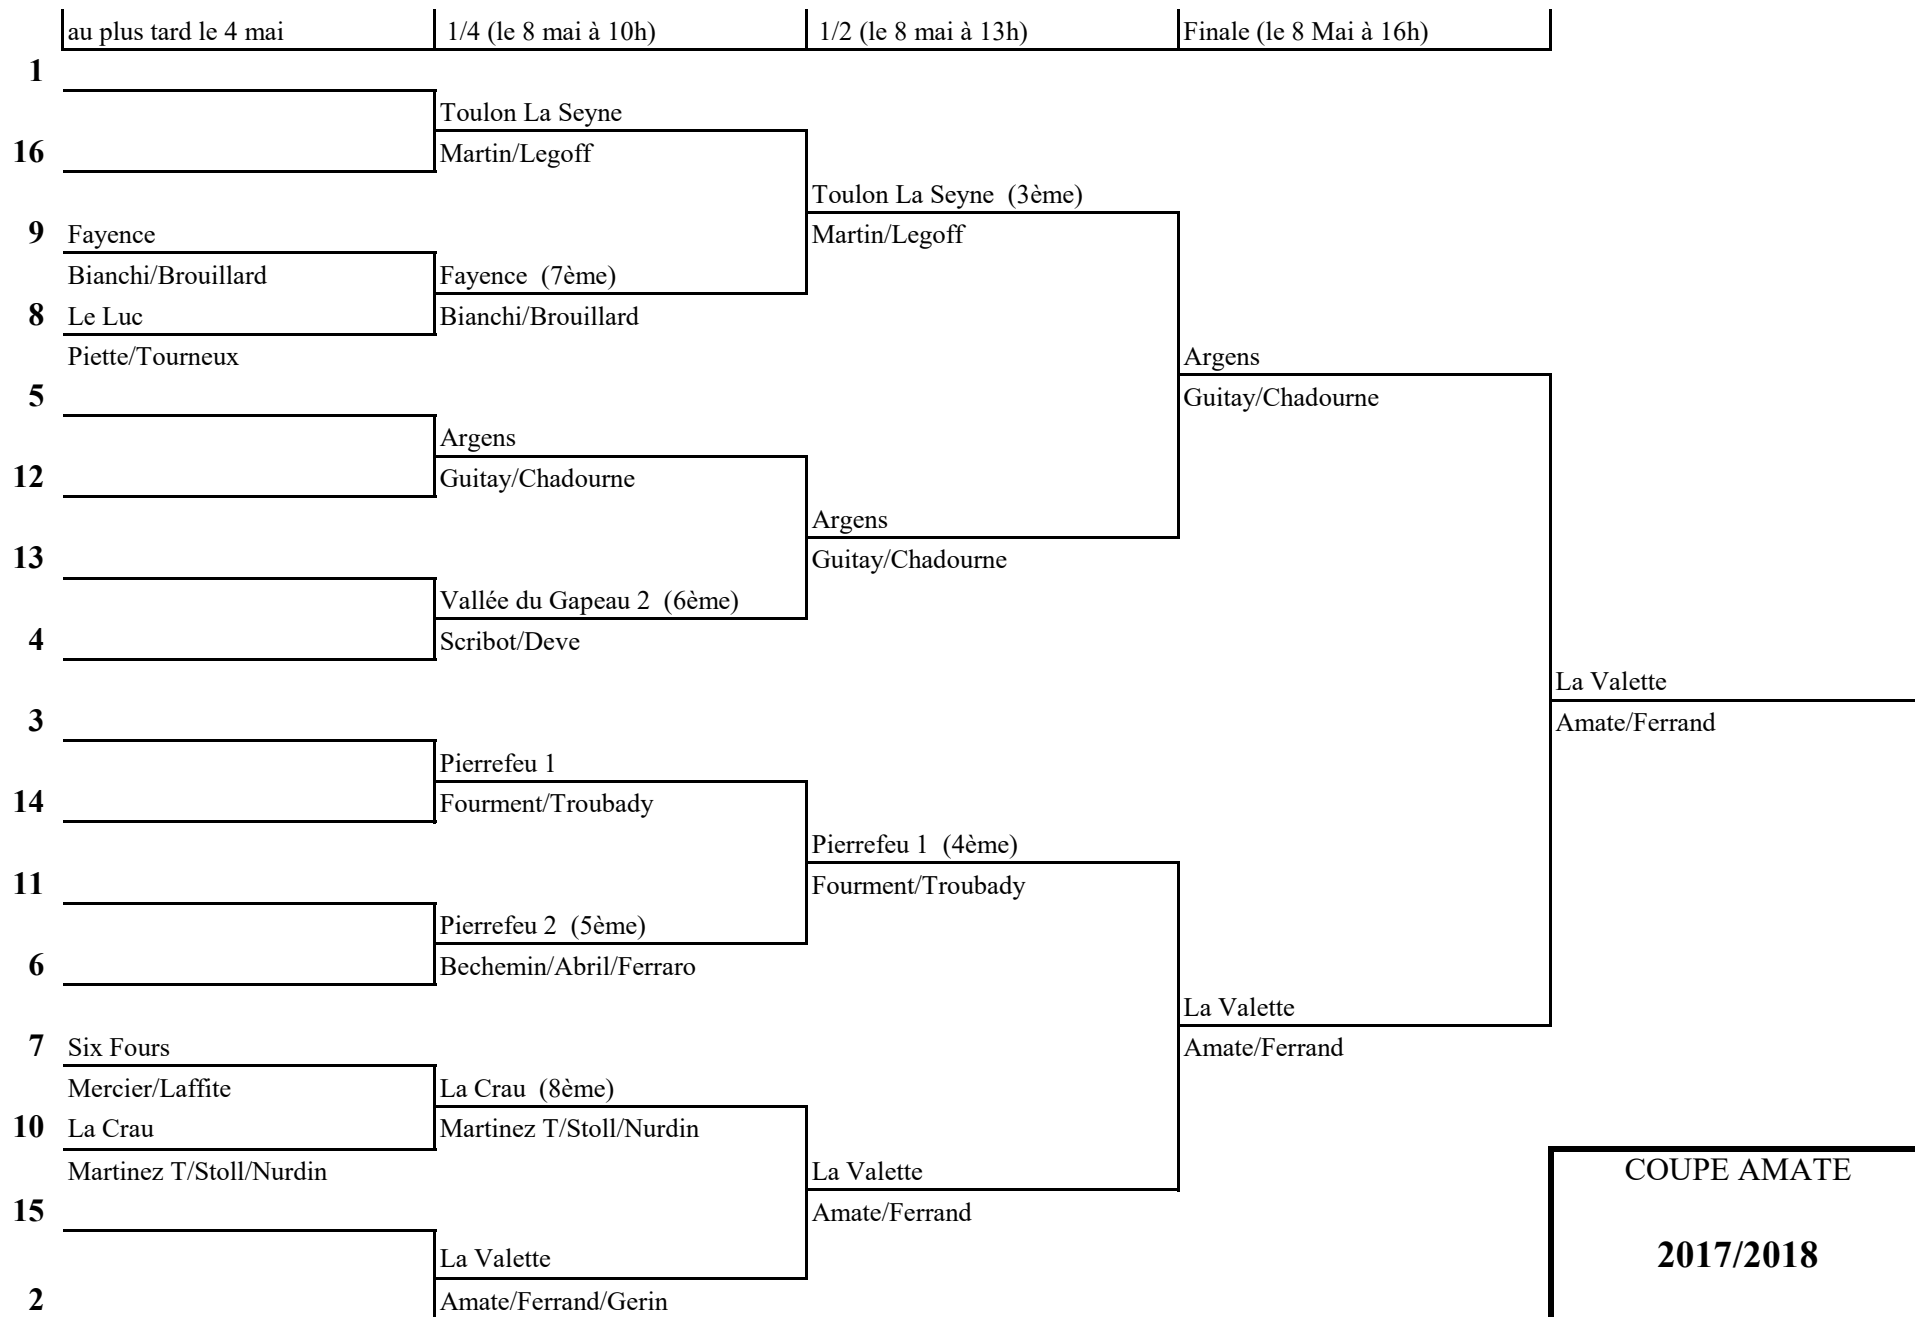 au plus tard le 4 mai 1/4 (le 8 mai à 10h) 1/2 (le 8 mai à 13h) Finale (le 8 Mai à 16h)
1
Toulon La Seyne
16 Martin/Legoff
Toulon La Seyne (3ème)
9 Fayence Martin/Legoff
Bianchi/Brouillard Fayence (7ème)
8 Le Luc Bianchi/Brouillard
Piette/Tourneux Argens
5 Guitay/Chadourne
Argens
12 Guitay/Chadourne
Argens
13 Guitay/Chadourne
Vallée du Gapeau 2 (6ème)
4 Scribot/Deve
La Valette
3 Amate/Ferrand
Pierrefeu 1
14 Fourment/Troubady
Pierrefeu 1 (4ème)
11 Fourment/Troubady
Pierrefeu 2 (5ème)
6 Bechemin/Abril/Ferraro
La Valette
7 Six Fours Amate/Ferrand
Mercier/Laffite La Crau (8ème)
10 La Crau Martinez T/Stoll/Nurdin
Martinez T/Stoll/Nurdin La Valette COUPE AMATE
15 Amate/Ferrand
La Valette 2017/2018
2 Amate/Ferrand/Gerin